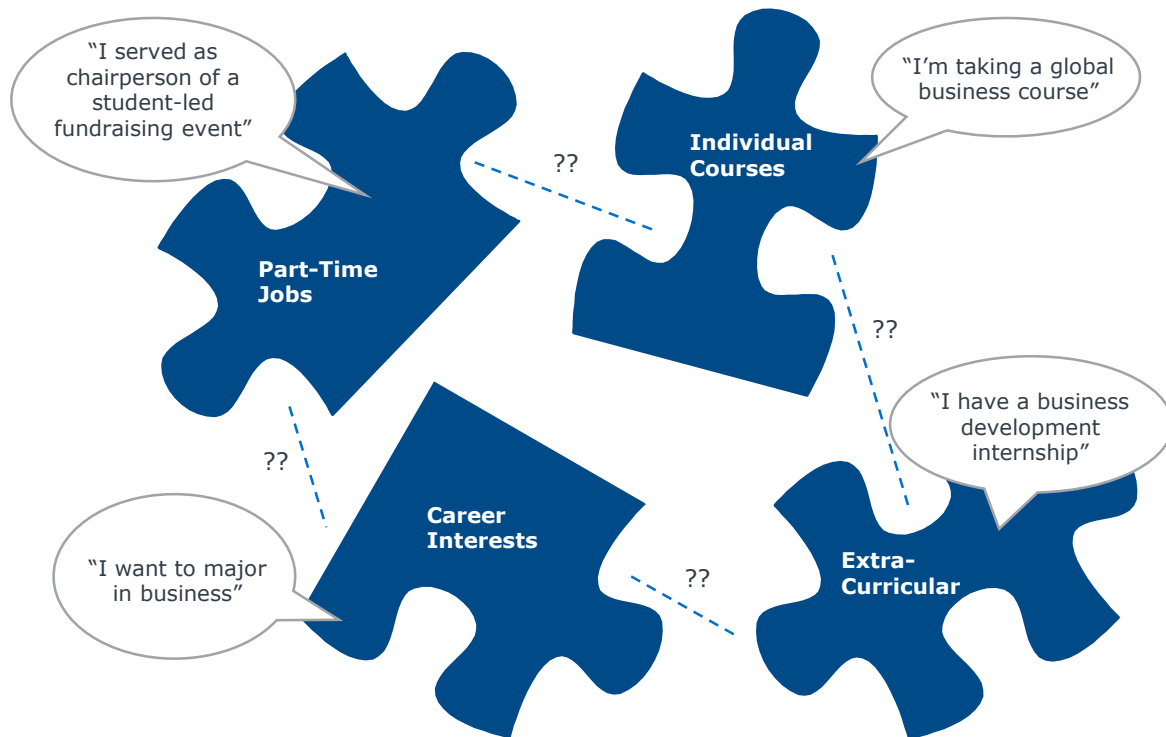 “I served as
chairperson of a
student-led
fundraising event”
“I’m taking a global
business course”
Individual
Courses
??
Part-Time
Jobs
??
“I have a business
development
internship”
??
Career
Interests
“I want to major
in business”
??
Extra-
Curricular